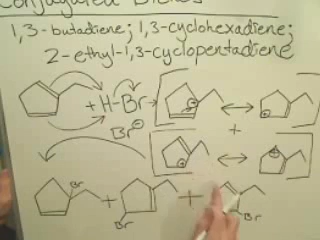 Conjugated Dienes
1,3-butadiene; 1,3-cyclohexadiene;
2-ethyl-1,3-cyclopentadiene
+ H-Br →
Br⊖
+
Br
+
Br
+
Br